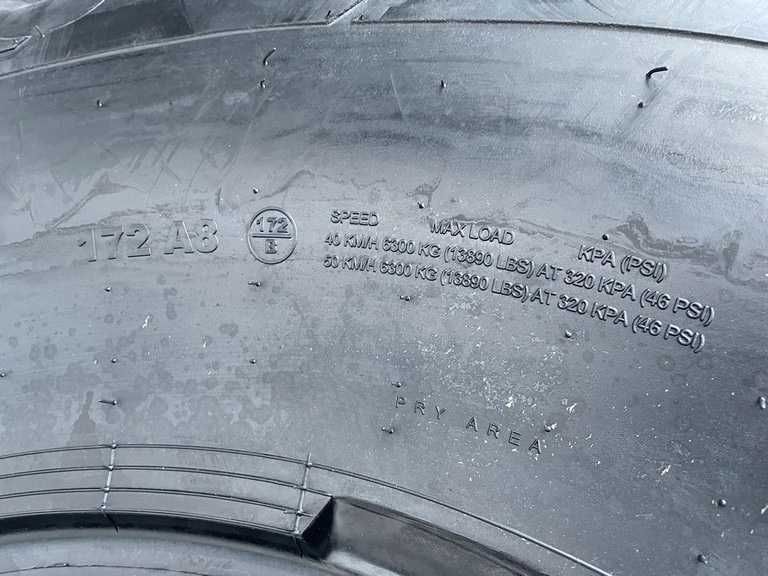 172 A8
172
B
SPEED MAX LOAD KPA (PSI)
40 KM/H 6300 KG (13890 LBS) AT 320 KPA (46 PSI)
50 KM/H 6300 KG (13890 LBS) AT 320 KPA (46 PSI)
PRY AREA